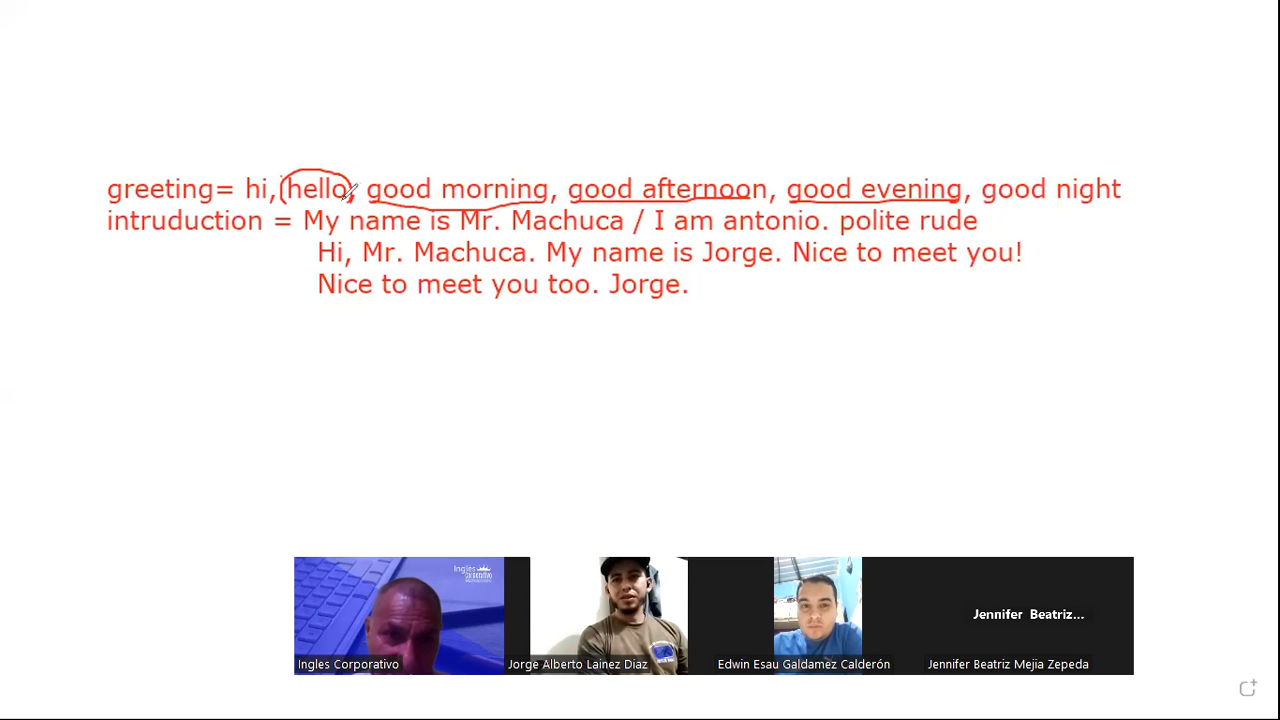 greeting= hi, hello, good morning, good afternoon, good evening, good night
intruduction = My name is Mr. Machuca / I am antonio. polite rude
Hi, Mr. Machuca. My name is Jorge. Nice to meet you!
Nice to meet you too. Jorge.
Ingles
Corporativo
Jennifer Beatriz...
Ingles Corporativo
Jorge Alberto Lainez Diaz
Edwin Esau Galdamez Calderón
Jennifer Beatriz Mejia Zepeda